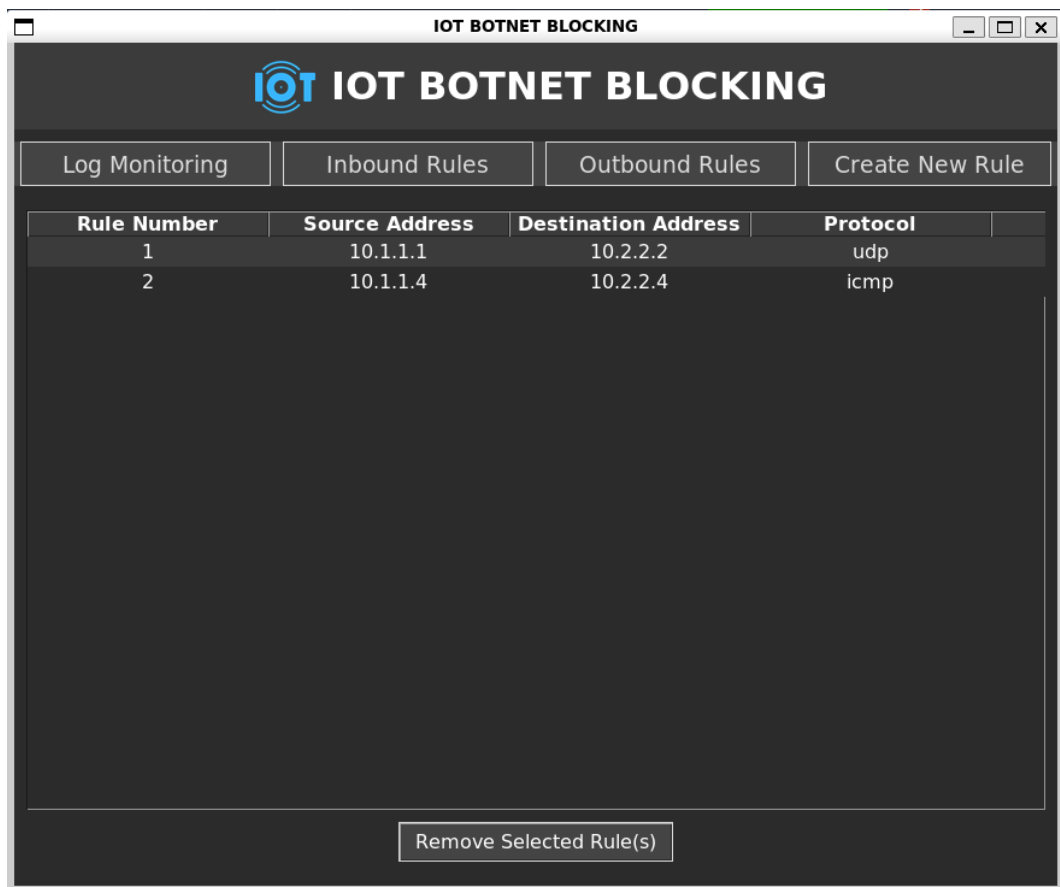 IOT BOTNET BLOCKING
IOT IOT BOTNET BLOCKING
Log Monitoring Inbound Rules Outbound Rules Create New Rule
Rule Number Source Address Destination Address Protocol
1 10.1.1.1 10.2.2.2 udp
2 10.1.1.4 10.2.2.4 icmp
Remove Selected Rule(s)